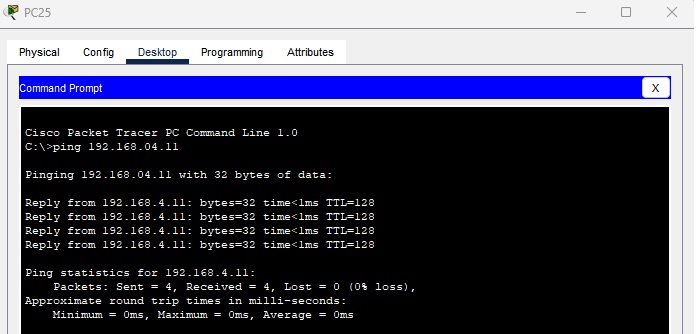 PC25
Physical Config Desktop Programming Attributes
Command Prompt X
Cisco Packet Tracer PC Command Line 1.0
C:\>ping 192.168.04.11
Pinging 192.168.04.11 with 32 bytes of data:
Reply from 192.168.4.11: bytes=32 time<1ms TTL=128
Reply from 192.168.4.11: bytes=32 time<1ms TTL=128
Reply from 192.168.4.11: bytes=32 time<1ms TTL=128
Reply from 192.168.4.11: bytes=32 time<1ms TTL=128
Ping statistics for 192.168.4.11:
Packets: Sent = 4, Received = 4, Lost = 0 (0% loss),
Approximate round trip times in milli-seconds:
Minimum = 0ms, Maximum = 0ms, Average = 0ms